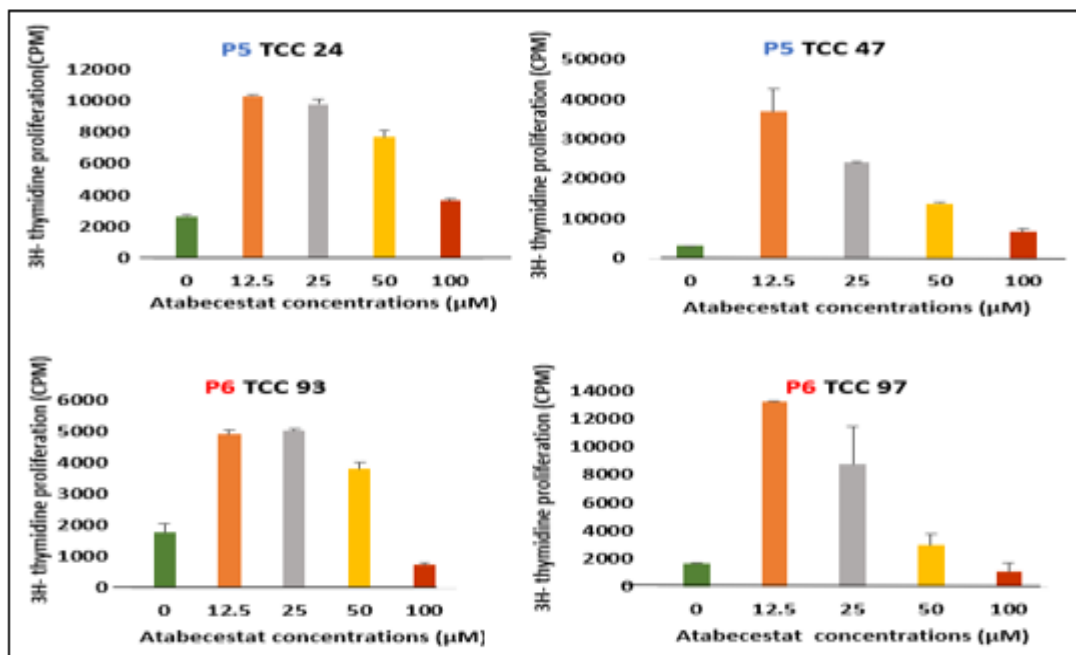 P5 TCC 24
3H- thymidine proliferation(CPM)
12000
10000
8000
6000
4000
2000
0
0 12.5 25 50 100
Atabecestat concentrations (µM)
P5 TCC 47
3H- thymidine proliferation (CPM)
50000
40000
30000
20000
10000
0
0 12.5 25 50 100
Atabecestat concentrations (µM)
P6 TCC 93
3H- thymidine proliferation (CPM)
6000
5000
4000
3000
2000
1000
0
0 12.5 25 50 100
Atabecestat concentrations (µM)
P6 TCC 97
3H- thymidine proliferation (CPM)
14000
12000
10000
8000
6000
4000
2000
0
0 12.5 25 50 100
Atabecestat concentrations (µM)